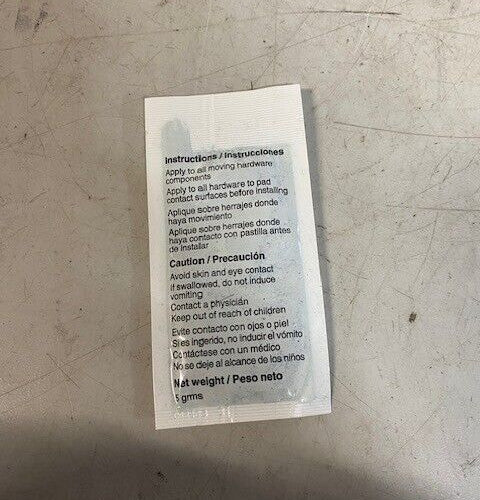 Instructions / Instrucciones
Apply to all moving hardware
components
Apply to all hardware to pad
contact surfaces before installing
Aplique sobre herrajes donde
haya movimiento
Aplique sobre herrajes donde
haya contacto con pastilla antes
de installar
Caution / Precaución
Avoid skin and eye contact
if swallowed, do not induce
vomiting
Contact a physicián
Keep out of reach of children
Evite contacto con ojos o piel
Si es ingerido, no inducir el vómito
Contáctese con un médico
No se deje al alcance de los niños
Net weight / Peso neto
5 grms